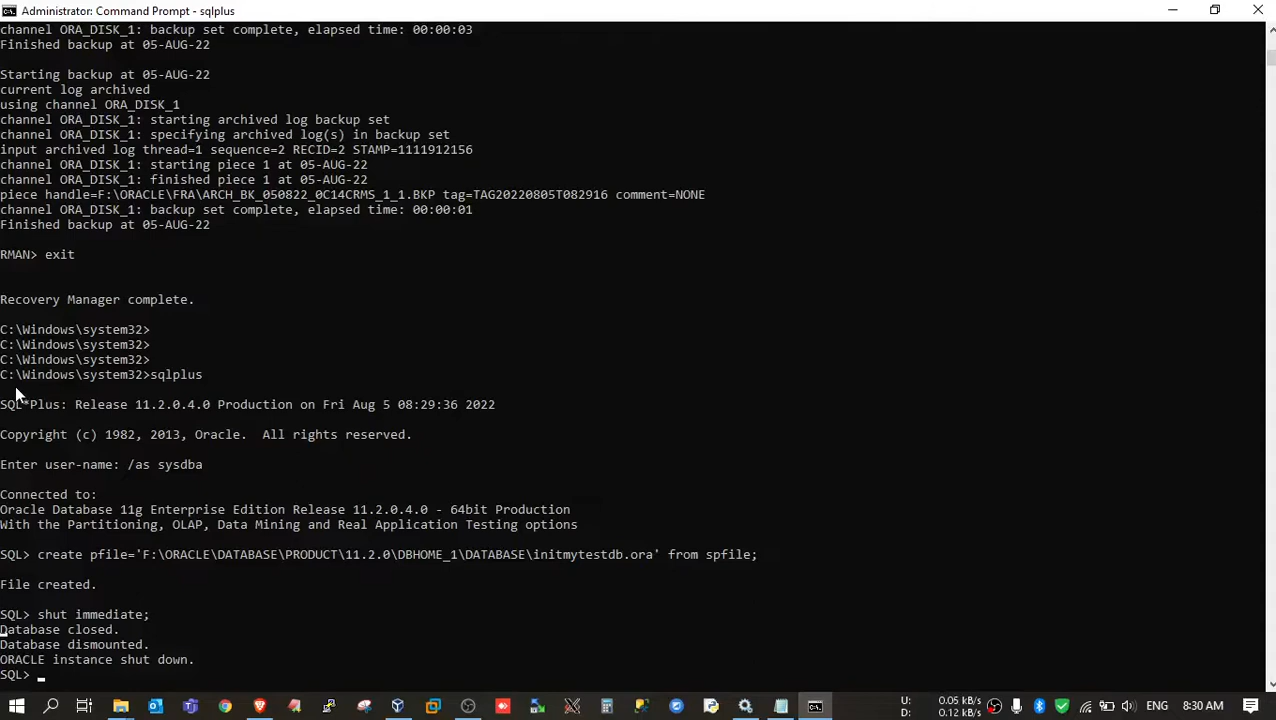 Administrator: Command Prompt - sqlplus
channel ORA_DISK_1: backup set complete, elapsed time: 00:00:03
Finished backup at 05-AUG-22
Starting backup at 05-AUG-22
current log archived
using channel ORA_DISK_1
channel ORA_DISK_1: starting archived log backup set
channel ORA_DISK_1: specifying archived log(s) in backup set
input archived log thread=1 sequence=2 RECID=2 STAMP=1111912156
channel ORA_DISK_1: starting piece 1 at 05-AUG-22
channel ORA_DISK_1: finished piece 1 at 05-AUG-22
piece handle=F:\ORACLE\FRA\ARCH_BK_050822_0C14CRMS_1_1.BKP tag=TAG20220805T082916 comment=NONE
channel ORA_DISK_1: backup set complete, elapsed time: 00:00:01
Finished backup at 05-AUG-22
RMAN> exit
Recovery Manager complete.
C:\Windows\system32>
C:\Windows\system32>
C:\Windows\system32>
C:\Windows\system32>sqlplus
SQL*Plus: Release 11.2.0.4.0 Production on Fri Aug 5 08:29:36 2022
Copyright (c) 1982, 2013, Oracle.  All rights reserved.
Enter user-name: /as sysdba
Connected to:
Oracle Database 11g Enterprise Edition Release 11.2.0.4.0 - 64bit Production
With the Partitioning, OLAP, Data Mining and Real Application Testing options
SQL> create pfile='F:\ORACLE\DATABASE\PRODUCT\11.2.0\DBHOME_1\DATABASE\initmytestdb.ora' from spfile;
File created.
SQL> shut immediate;
Database closed.
Database dismounted.
ORACLE instance shut down.
SQL>
U: 0.05 kB/s
D: 0.12 kB/s
ENG
8:30 AM